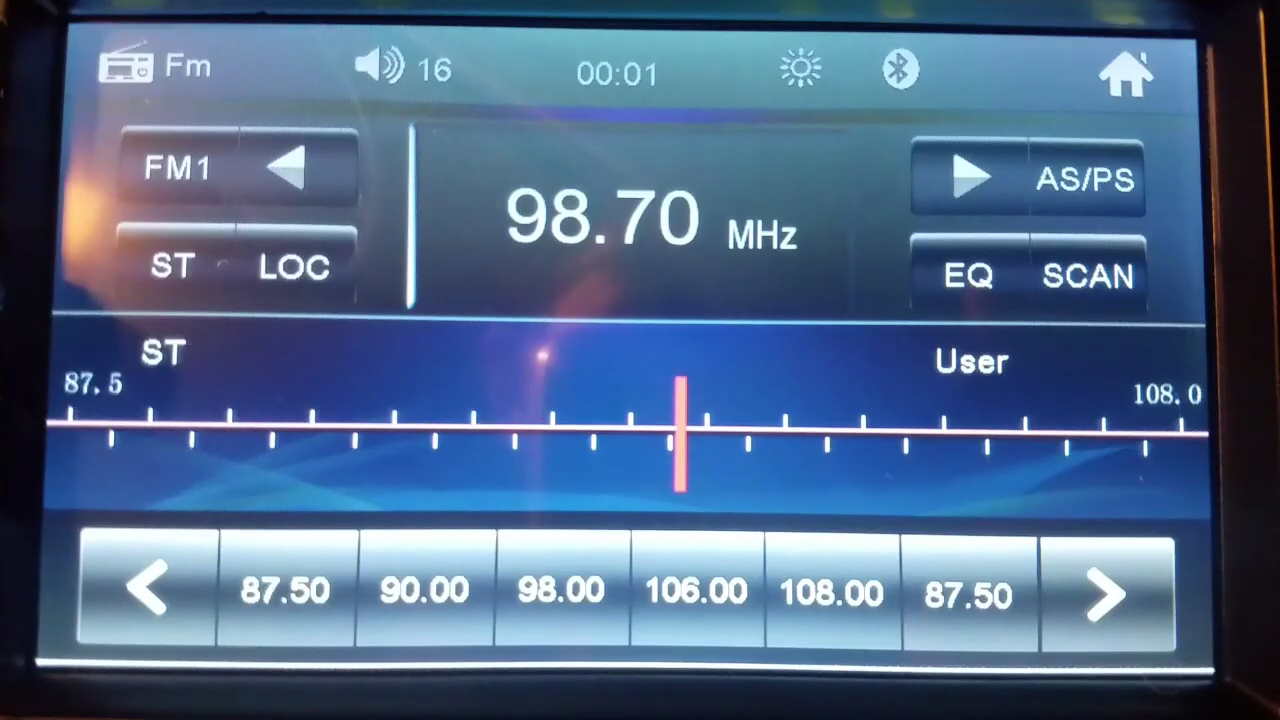 Fm 16 00:01
FM1 AS/PS
98.70 MHz
ST LOC EQ SCAN
ST User
87.5 108.0
87.50 90.00 98.00 106.00 108.00 87.50